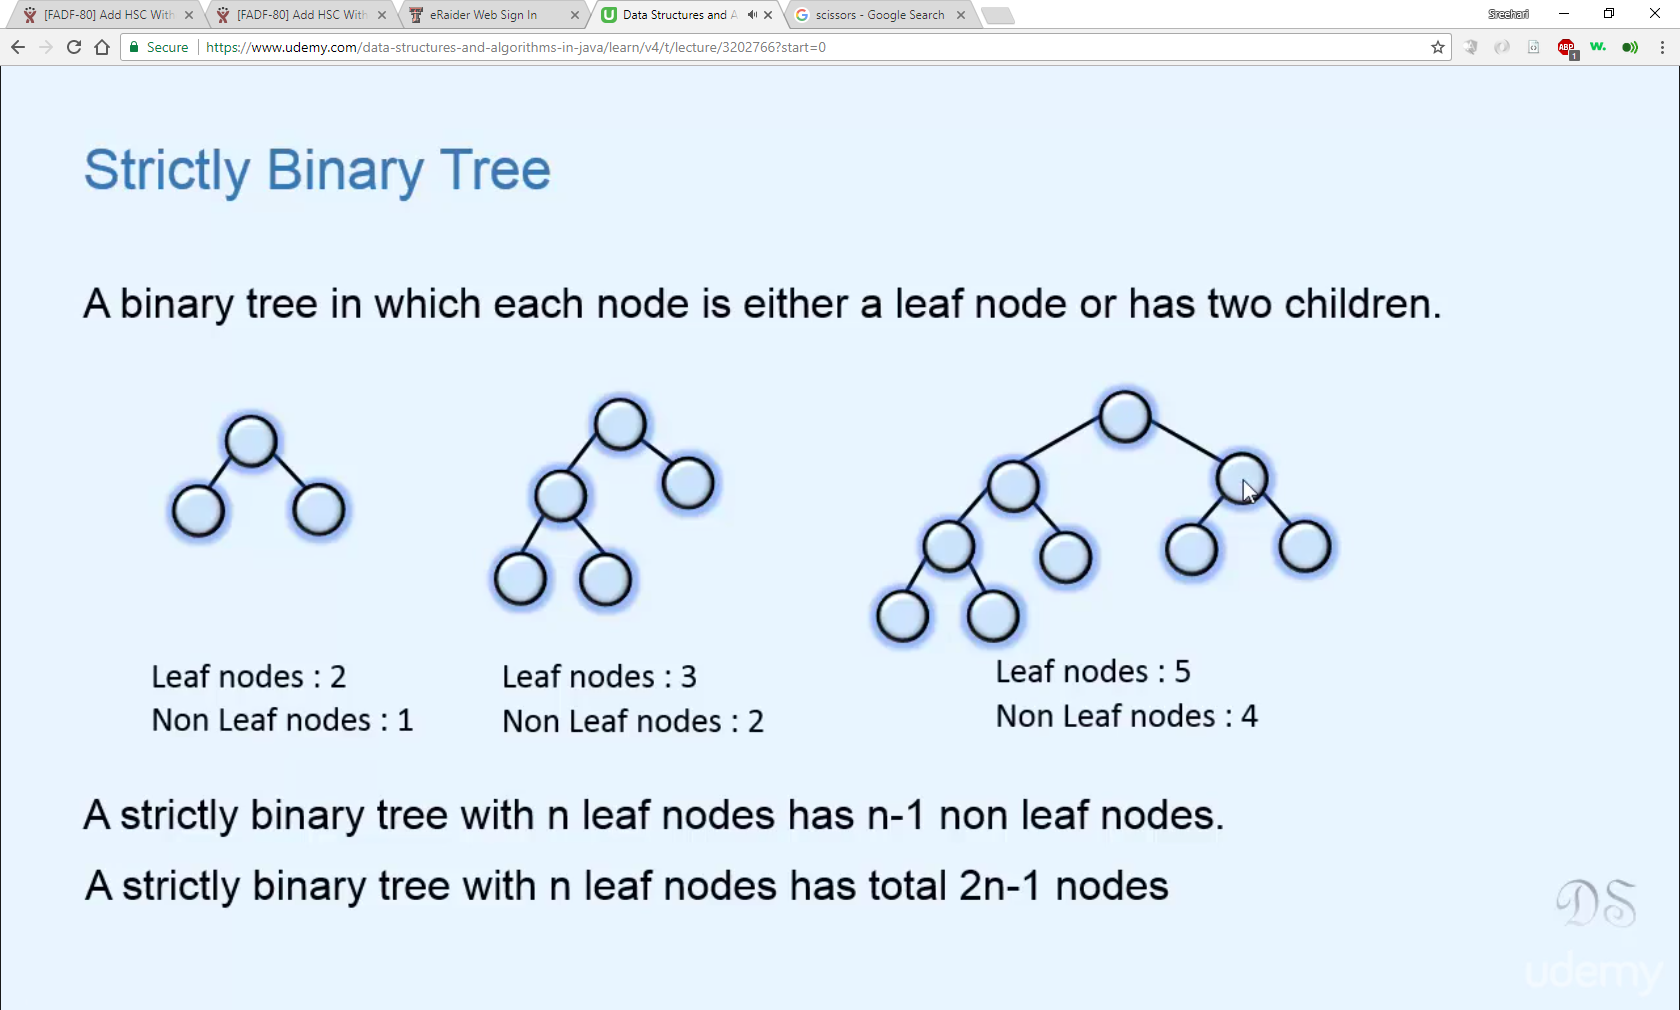 [FADF-80] Add HSC With
[FADF-80] Add HSC With
eRaider Web Sign In
Data Structures and A
scissors - Google Search
Sreehari
Secure
https://www.udemy.com/data-structures-and-algorithms-in-java/learn/v4/t/lecture/3202766?start=0
ABP
1
w.
Strictly Binary Tree
A binary tree in which each node is either a leaf node or has two children.
Leaf nodes : 2
Non Leaf nodes : 1
Leaf nodes : 3
Non Leaf nodes : 2
Leaf nodes : 5
Non Leaf nodes : 4
A strictly binary tree with n leaf nodes has n-1 non leaf nodes.
A strictly binary tree with n leaf nodes has total 2n-1 nodes
DS
udemy